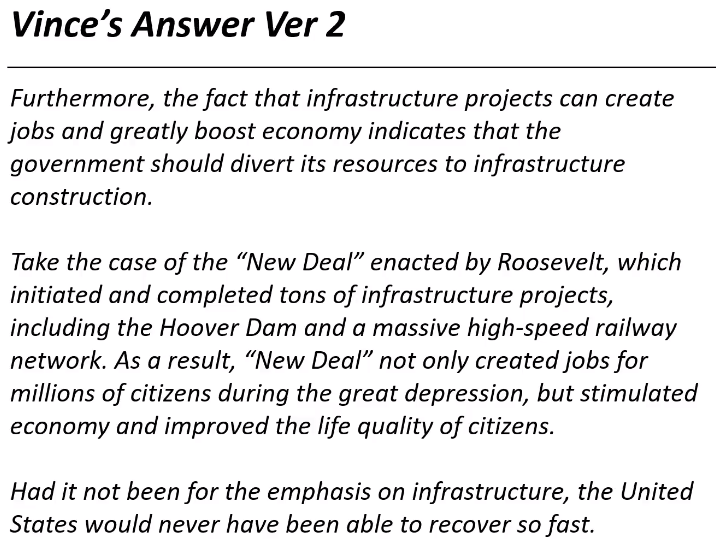 Vince’s Answer Ver 2
Furthermore, the fact that infrastructure projects can create
jobs and greatly boost economy indicates that the
government should divert its resources to infrastructure
construction.
Take the case of the “New Deal” enacted by Roosevelt, which
initiated and completed tons of infrastructure projects,
including the Hoover Dam and a massive high-speed railway
network. As a result, “New Deal” not only created jobs for
millions of citizens during the great depression, but stimulated
economy and improved the life quality of citizens.
Had it not been for the emphasis on infrastructure, the United
States would never have been able to recover so fast.